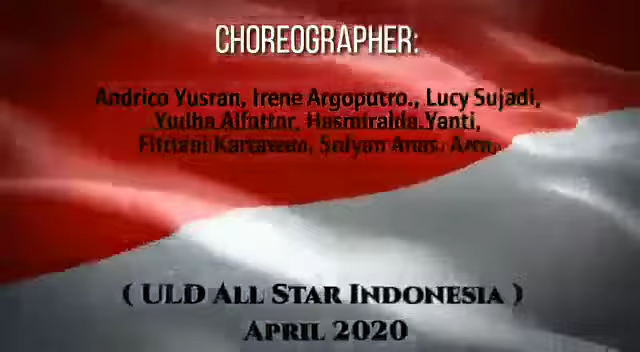 CHOREOGRAPHER:
Andrico Yusran, Irene Argoputro., Lucy Sujadi,
Yudha Alfattar, Hasmiralda Yanti,
( ULD ALL STAR INDONESIA )
APRIL 2020